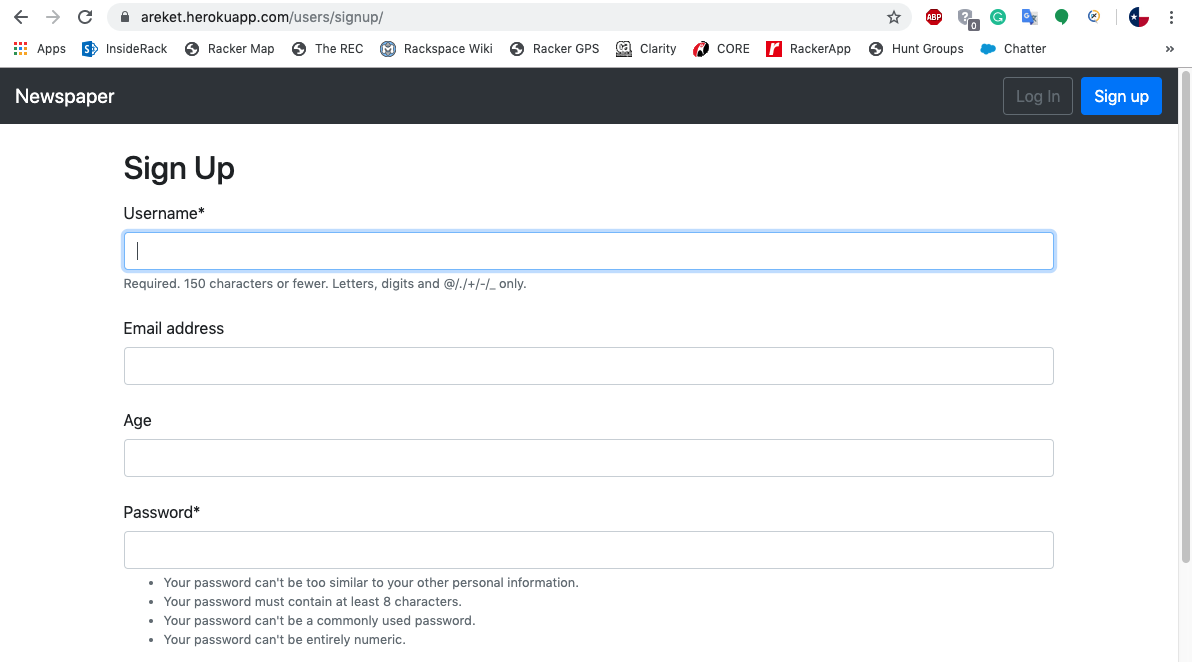 areket.herokuapp.com/users/signup/
ABP
0
Apps InsideRack Racker Map The REC Rackspace Wiki Racker GPS Clarity CORE RackerApp Hunt Groups Chatter »
Newspaper Log In Sign up
Sign Up
Username*
Required. 150 characters or fewer. Letters, digits and @/./+/-/_ only.
Email address
Age
Password*
• Your password can't be too similar to your other personal information.
• Your password must contain at least 8 characters.
• Your password can't be a commonly used password.
• Your password can't be entirely numeric.